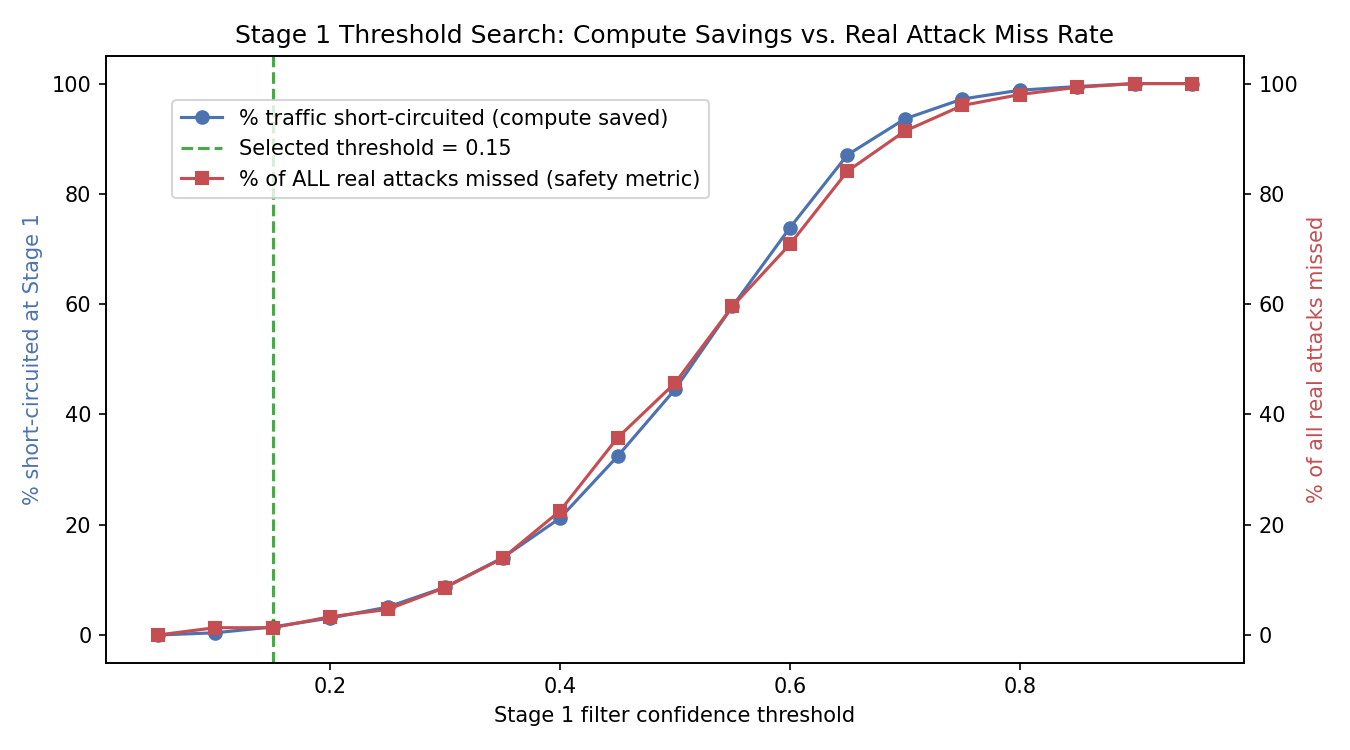 Stage 1 Threshold Search: Compute Savings vs. Real Attack Miss Rate
100
80
60
40
20
0
% short-circuited at Stage 1
% traffic short-circuited (compute saved)
Selected threshold = 0.15
% of ALL real attacks missed (safety metric)
100
80
60
40
20
0
% of all real attacks missed
0.2 0.4 0.6 0.8
Stage 1 filter confidence threshold